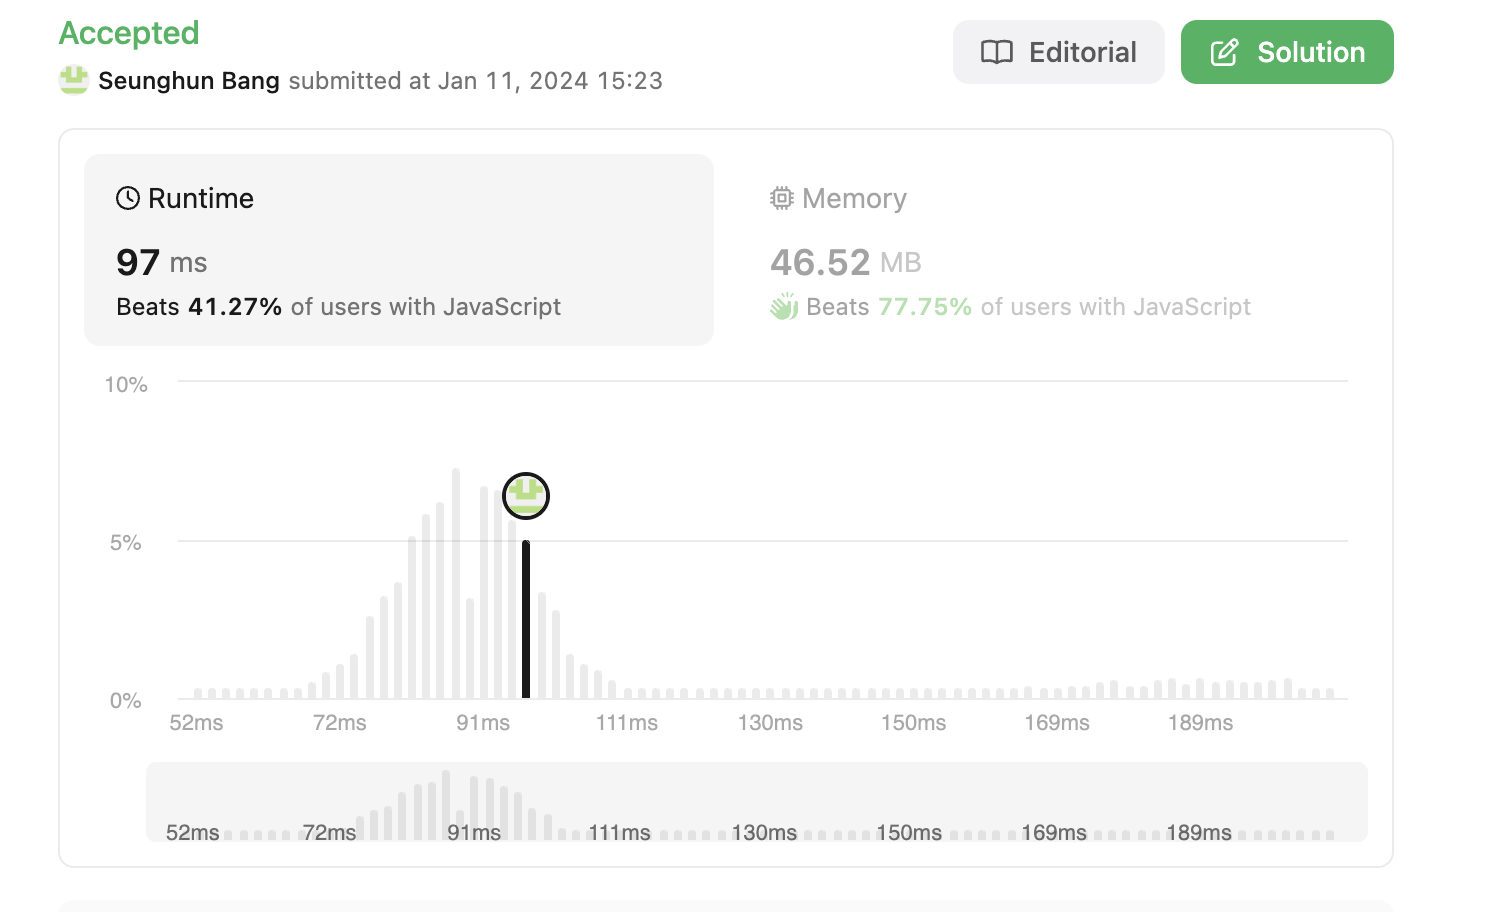 Accepted
Editorial
Solution
Seunghun Bang submitted at Jan 11, 2024 15:23
Runtime
Memory
97 ms
46.52 MB
Beats 41.27% of users with JavaScript
Beats 77.75% of users with JavaScript
10%
5%
0%
52ms 72ms 91ms 111ms 130ms 150ms 169ms 189ms
52ms 72ms 91ms 111ms 130ms 150ms 169ms 189ms